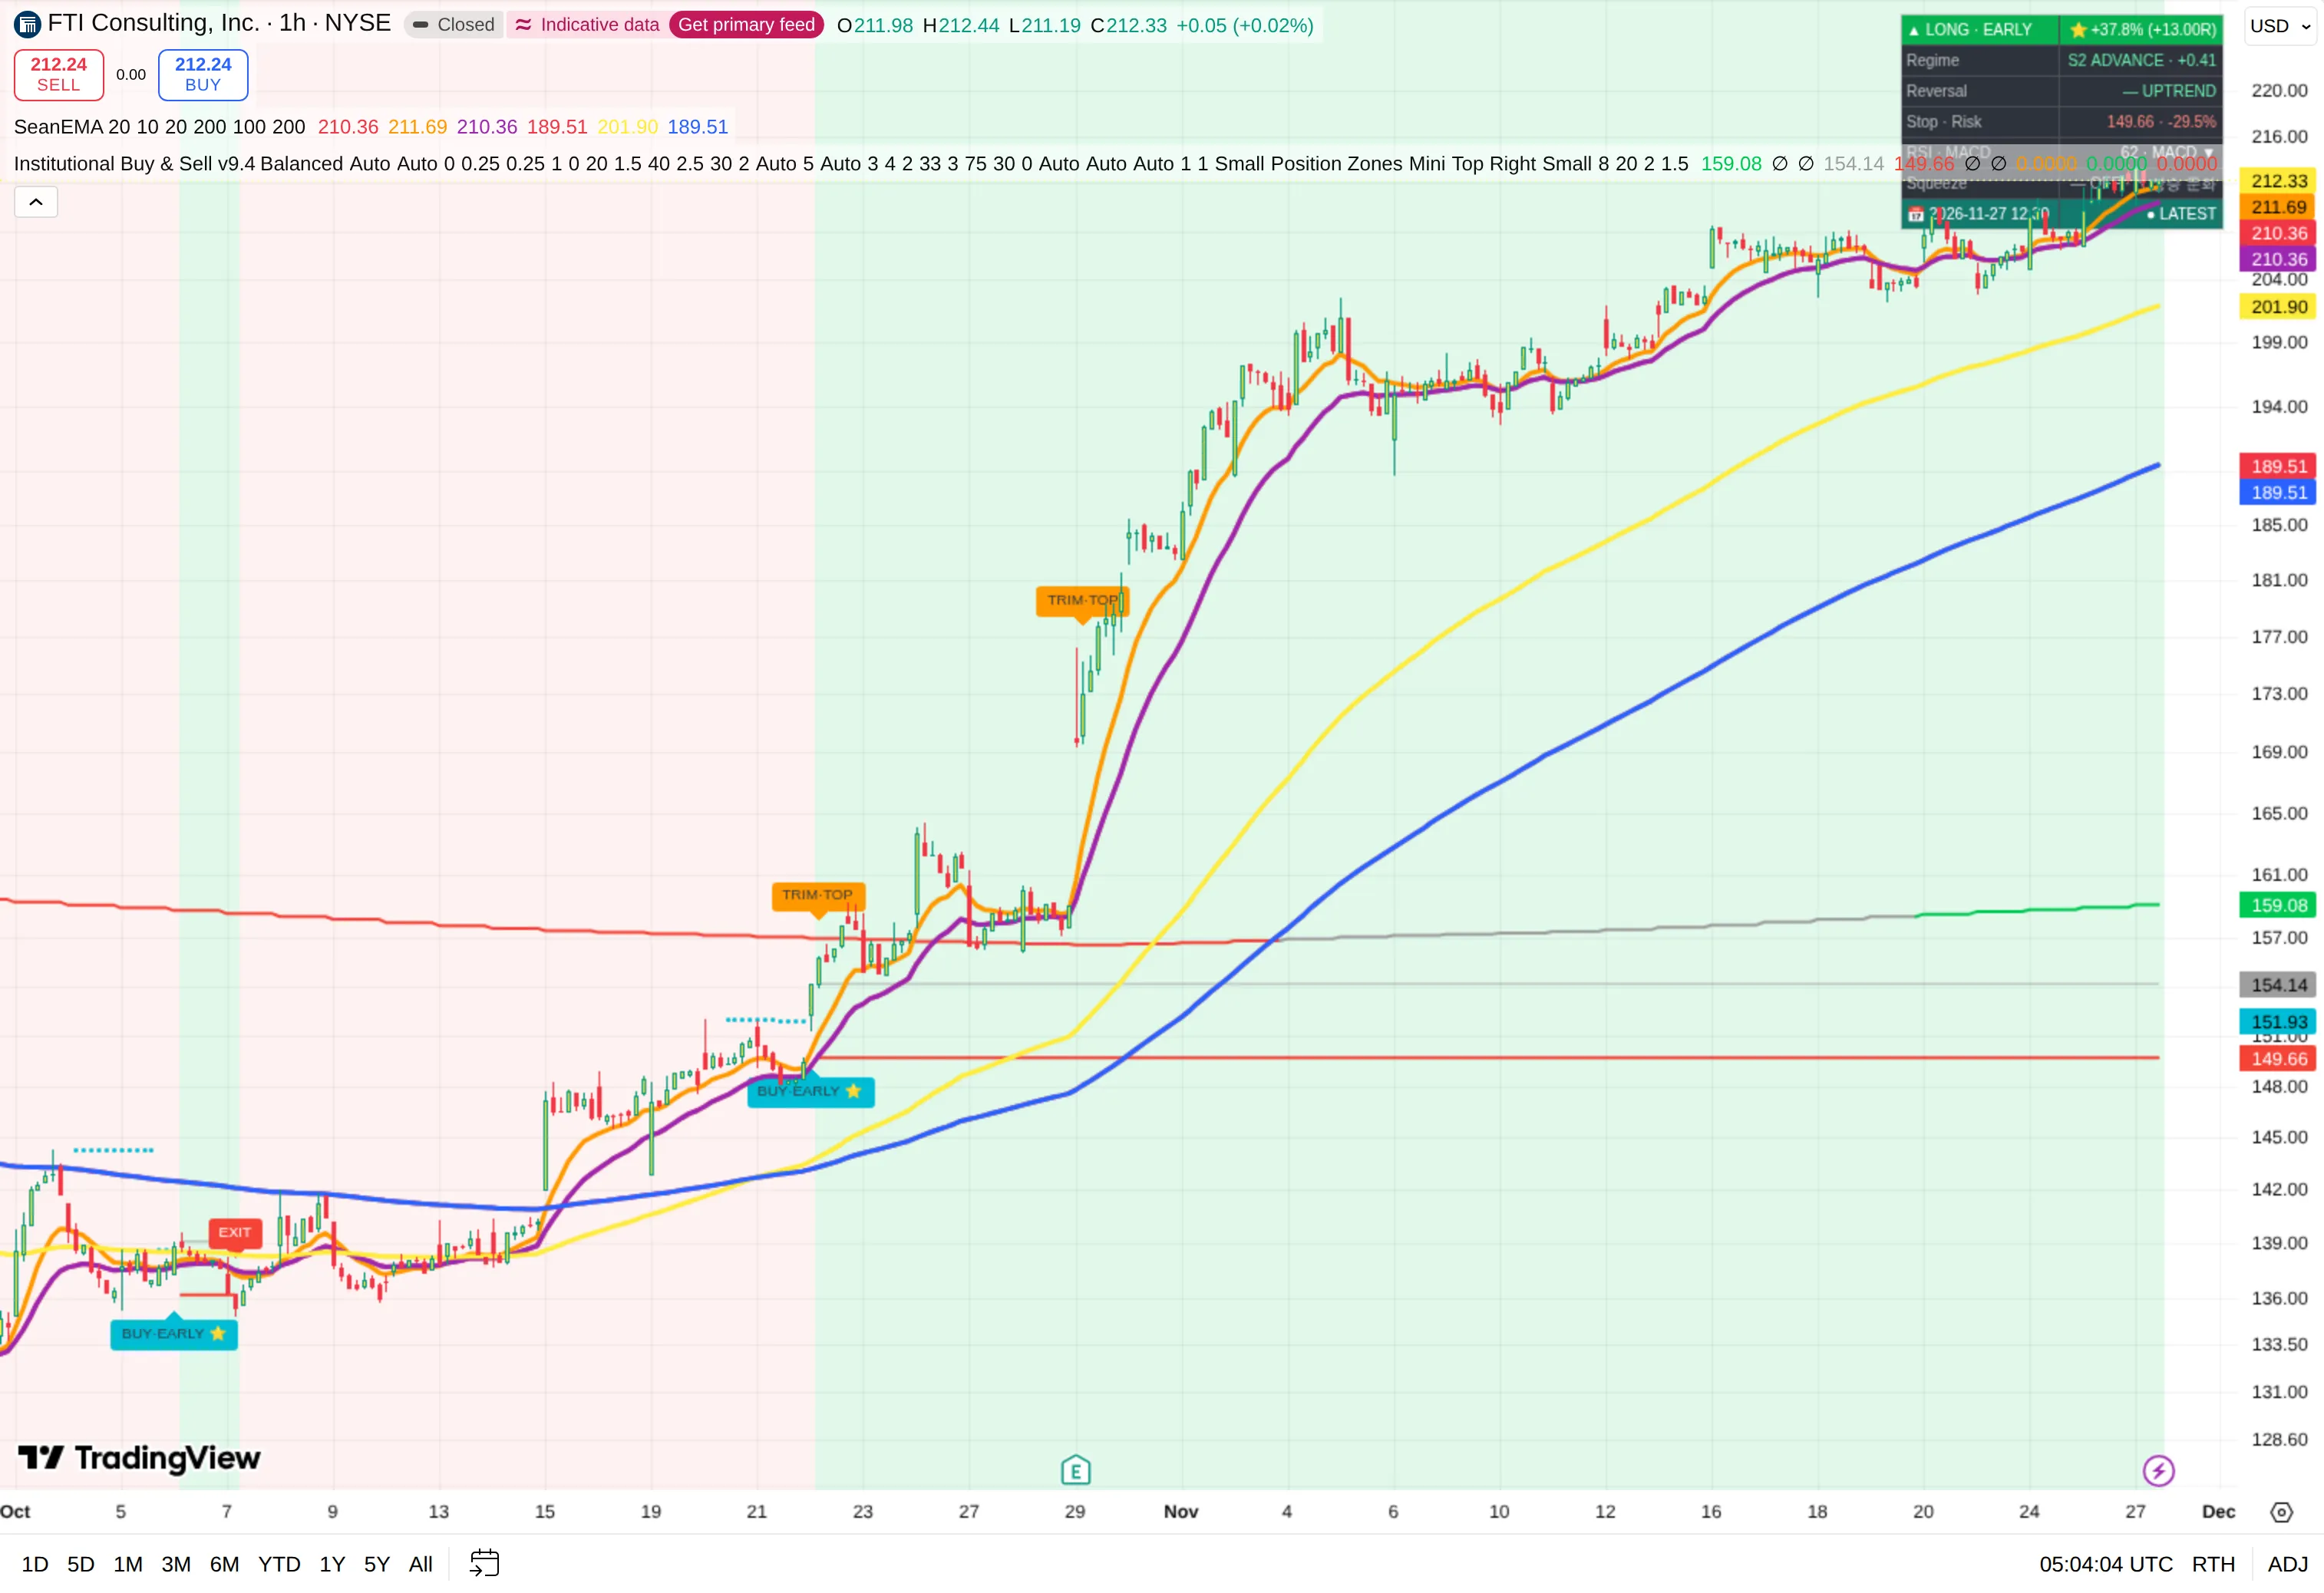 FTI Consulting, Inc. · 1h · NYSE Closed Indicative data Get primary feed O211.98 H212.44 L211.19 C212.33 +0.05 (+0.02%)
212.24 SELL 0.00 212.24 BUY
SeanEMA 20 10 20 200 100 200 210.36 211.69 210.36 189.51 201.90 189.51
Institutional Buy & Sell v9.4 Balanced Auto Auto 0 0.25 0.25 1 0 20 1.5 40 2.5 30 2 Auto 5 Auto 3 4 2 33 3 75 30 0 Auto Auto Auto 1 1 Small Position Zones Mini Top Right Small 8 20 2 1.5 159.08 ∅ ∅ 154.14 149.66 ∅ ∅ 0.0000 0.0000 0.0000
▲ LONG · EARLY ⭐ +37.8% (+13.00R)
Regime S2 ADVANCE · +0.41
Reversal — UPTREND
Stop · Risk 149.66 · -29.5%
RSI · MACD 62 · MACD ▼
Squeeze
● LATEST
USD
220.00
216.00
212.33
211.69
210.36
210.36
204.00
201.90
199.00
194.00
189.51
189.51
185.00
181.00
177.00
173.00
169.00
165.00
161.00
159.08
157.00
154.14
151.93
151.00
149.66
148.00
145.00
142.00
139.00
136.00
133.50
131.00
128.60
TRIM-TOP
TRIM-TOP
BUY·EARLY ⭐
EXIT
BUY·EARLY ⭐
TradingView
E
Oct 5 7 9 13 15 19 21 23 27 29 Nov 4 6 10 12 16 18 20 24 27 Dec
1D 5D 1M 3M 6M YTD 1Y 5Y All 05:04:04 UTC RTH ADJ